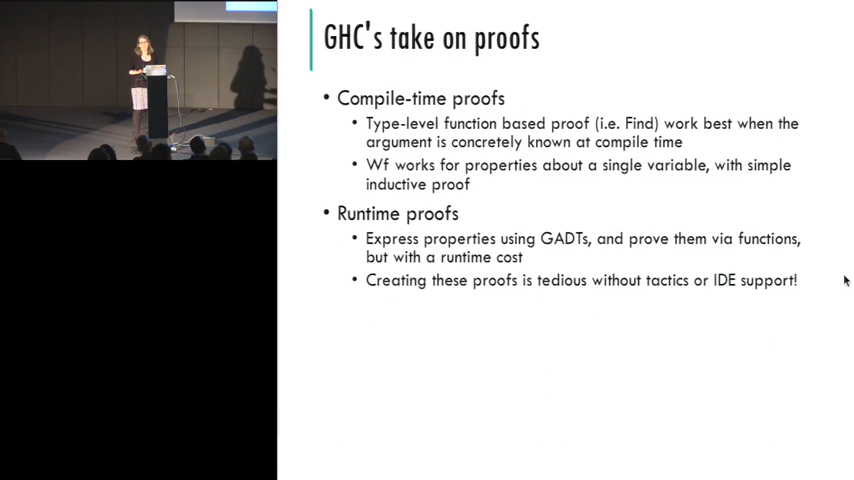 GHC's take on proofs
• Compile-time proofs
• Type-level function based proof (i.e. Find) work best when the
argument is concretely known at compile time
• Wf works for properties about a single variable, with simple
inductive proof
• Runtime proofs
• Express properties using GADTs, and prove them via functions,
but with a runtime cost
• Creating these proofs is tedious without tactics or IDE support!